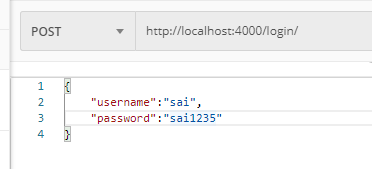 POST http://localhost:4000/login/
1 {
2 "username":"sai",
3 "password":"sai1235"
4 }